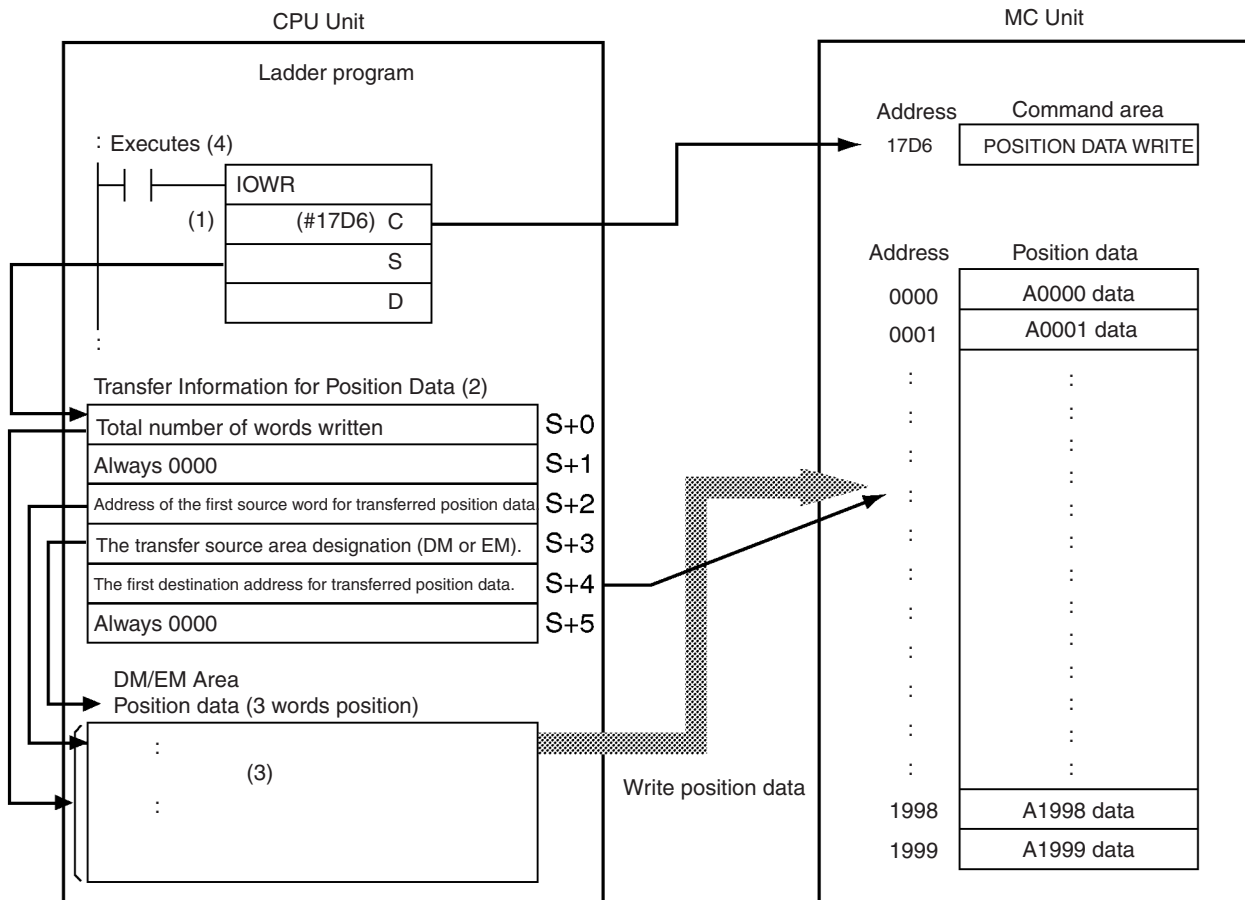 CPU Unit
Ladder program
: Executes (4)
IOWR
(1)
(#17D6) C
S
D
:
Transfer Information for Position Data (2)
Total number of words written S+0
Always 0000 S+1
Address of the first source word for transferred position data. S+2
The transfer source area designation (DM or EM). S+3
The first destination address for transferred position data. S+4
Always 0000 S+5
DM/EM Area
Position data (3 words position)
:
(3)
:
Write position data
MC Unit
Address Command area
17D6 POSITION DATA WRITE
Address Position data
0000 A0000 data
0001 A0001 data
: :
: :
: :
: :
: :
: :
: :
: :
: :
: :
: :
1998 A1998 data
1999 A1999 data